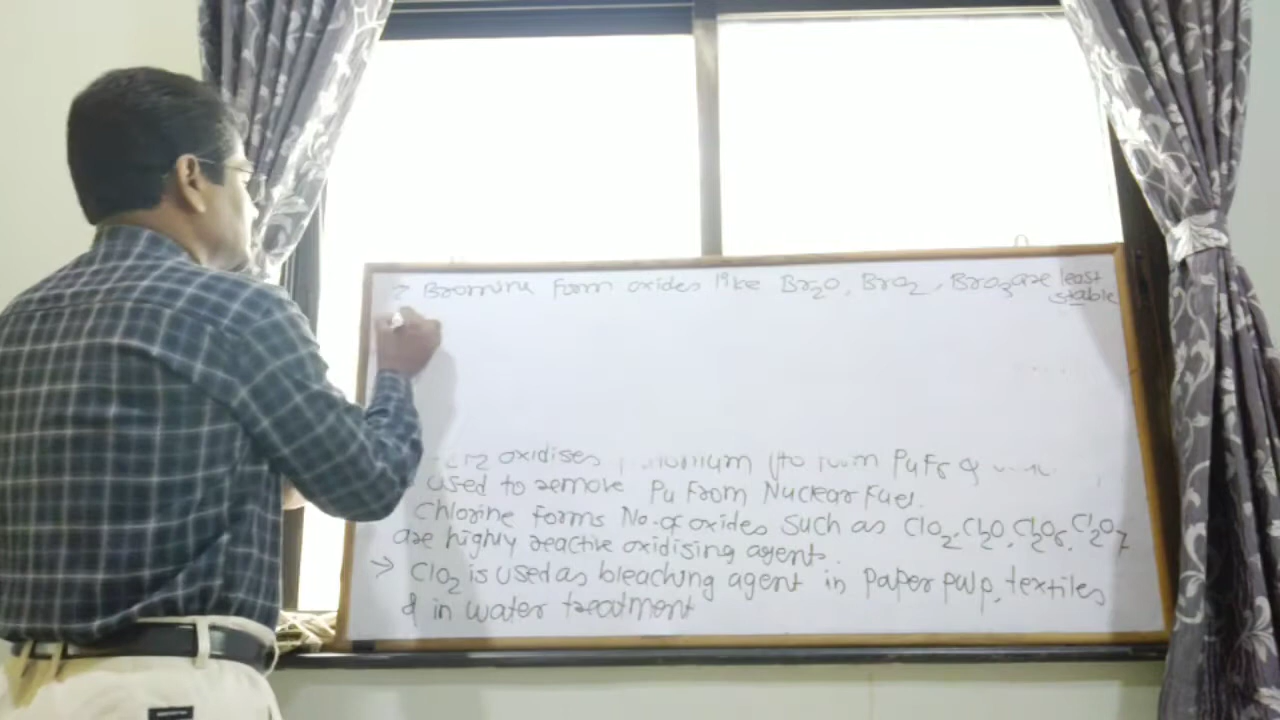 Bromine form oxides like Br2O, BrO2, BrO3 are least
stable
oxidises to form PuF6 &
used to remove Pu From Nuclear Fuel.
Chlorine forms No. of oxides such as ClO2, Cl2O, Cl2O6, Cl2O7
are highly reactive oxidising agent.
→ ClO2 is used as bleaching agent in Paper pulp, textiles
& in water treatment